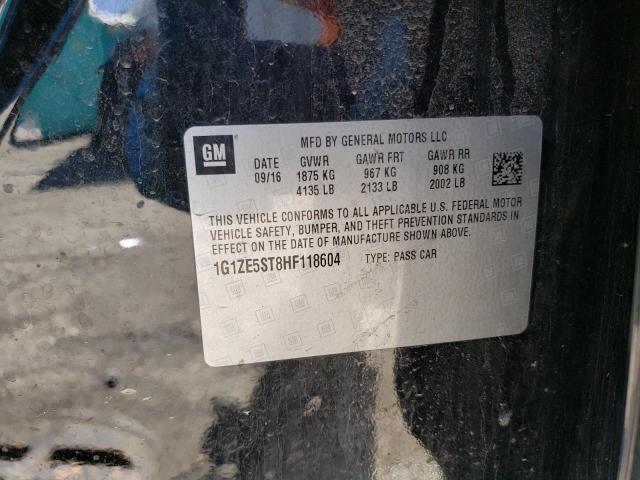 GM
MFD BY GENERAL MOTORS LLC
DATE GVWR GAWR FRT GAWR RR
09/16 1875 KG 967 KG 908 KG
4135 LB 2133 LB 2002 LB
THIS VEHICLE CONFORMS TO ALL APPLICABLE U.S. FEDERAL MOTOR
VEHICLE SAFETY, BUMPER, AND THEFT PREVENTION STANDARDS IN
EFFECT ON THE DATE OF MANUFACTURE SHOWN ABOVE.
1G1ZE5ST8HF118604 TYPE: PASS CAR